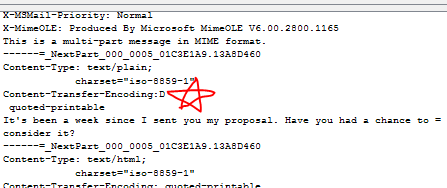 X-MSMail-Priority: Normal
X-MimeOLE: Produced By Microsoft MimeOLE V6.00.2800.1165
This is a multi-part message in MIME format.
------=_NextPart_000_0005_01C3E1A9.13A8D460
Content-Type: text/plain;
charset="iso-8859-1"
Content-Transfer-Encoding:D
quoted-printable
It's been a week since I sent you my proposal. Have you had a chance to =
consider it?
------=_NextPart_000_0005_01C3E1A9.13A8D460
Content-Type: text/html;
charset="iso-8859-1"
Content-Transfer-Encoding: quoted-printable